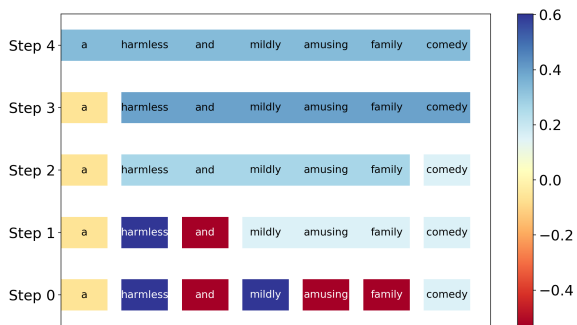 Step 4 a harmless and mildly amusing family comedy
Step 3 a harmless and mildly amusing family comedy
Step 2 a harmless and mildly amusing family comedy
Step 1 a harmless and mildly amusing family comedy
Step 0 a harmless and mildly amusing family comedy
0.6
0.4
0.2
0.0
−0.2
−0.4